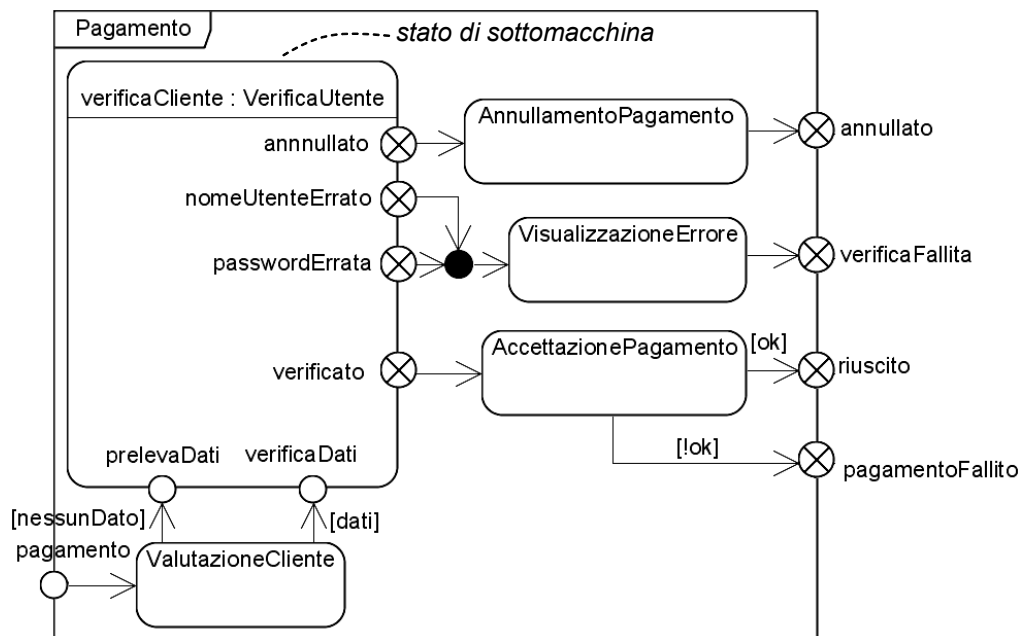 Pagamento
stato di sottomacchina
verificaCliente : VerificaUtente
AnnullamentoPagamento
annnullato
annullato
nomeUtenteErrato
VisualizzazioneErrore
passwordErrata
verificaFallita
AccettazionePagamento
[ok]
verificato
riuscito
prelevaDati
verificaDati
[!ok]
pagamentoFallito
[nessunDato]
[dati]
pagamento
ValutazioneCliente